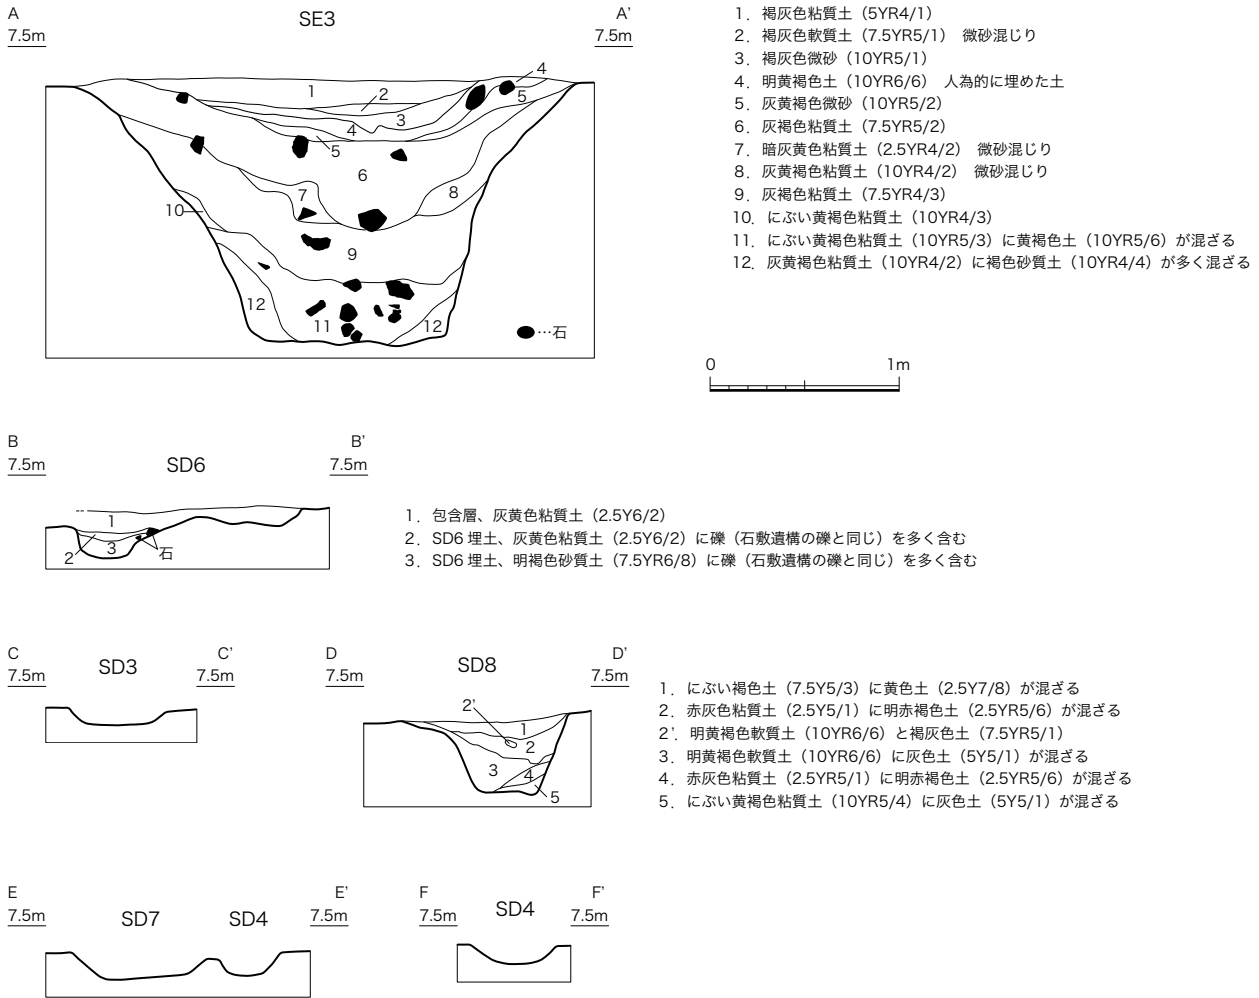 A
SE3
A'
7.5m
7.5m
1
2
3
4
4
5
5
6
7
8
9
10
11
12
12
…石
1．褐灰色粘質土（5YR4/1）
2．褐灰色軟質土（7.5YR5/1）　微砂混じり
3．褐灰色微砂（10YR5/1）
4．明黄褐色土（10YR6/6）　人為的に埋めた土
5．灰黄褐色微砂（10YR5/2）
6．灰褐色粘質土（7.5YR5/2）
7．暗灰黄色粘質土（2.5YR4/2）　微砂混じり
8．灰黄褐色粘質土（10YR4/2）　微砂混じり
9．灰褐色粘質土（7.5YR4/3）
10．にぶい黄褐色粘質土（10YR4/3）
11．にぶい黄褐色粘質土（10YR5/3）に黄褐色土（10YR5/6）が混ざる
12．灰黄褐色粘質土（10YR4/2）に褐色砂質土（10YR4/4）が多く混ざる
0
1m
B
B'
7.5m
SD6
7.5m
1
2
3
石
1．包含層、灰黄色粘質土（2.5Y6/2）
2．SD6 埋土、灰黄色粘質土（2.5Y6/2）に礫（石敷遺構の礫と同じ）を多く含む
3．SD6 埋土、明褐色砂質土（7.5YR6/8）に礫（石敷遺構の礫と同じ）を多く含む
C
SD3
C'
7.5m
7.5m
D
SD8
D'
7.5m
7.5m
2'
1
2
3
4
5
1．にぶい褐色土（7.5Y5/3）に黄色土（2.5Y7/8）が混ざる
2．赤灰色粘質土（2.5Y5/1）に明赤褐色土（2.5YR5/6）が混ざる
2'．明黄褐色軟質土（10YR6/6）と褐灰色土（7.5YR5/1）
3．明黄褐色軟質土（10YR6/6）に灰色土（5Y5/1）が混ざる
4．赤灰色粘質土（2.5YR5/1）に明赤褐色土（2.5YR5/6）が混ざる
5．にぶい黄褐色粘質土（10YR5/4）に灰色土（5Y5/1）が混ざる
E
E'
7.5m
SD7
SD4
7.5m
F
F'
7.5m
SD4
7.5m